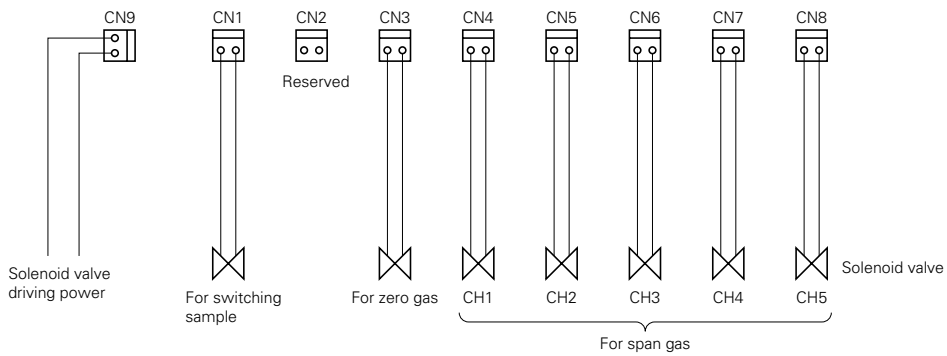 CN9 CN1 CN2 CN3 CN4 CN5 CN6 CN7 CN8
Reserved
Solenoid valve
driving power
For switching
sample
For zero gas
CH1 CH2 CH3 CH4 CH5
Solenoid valve
For span gas